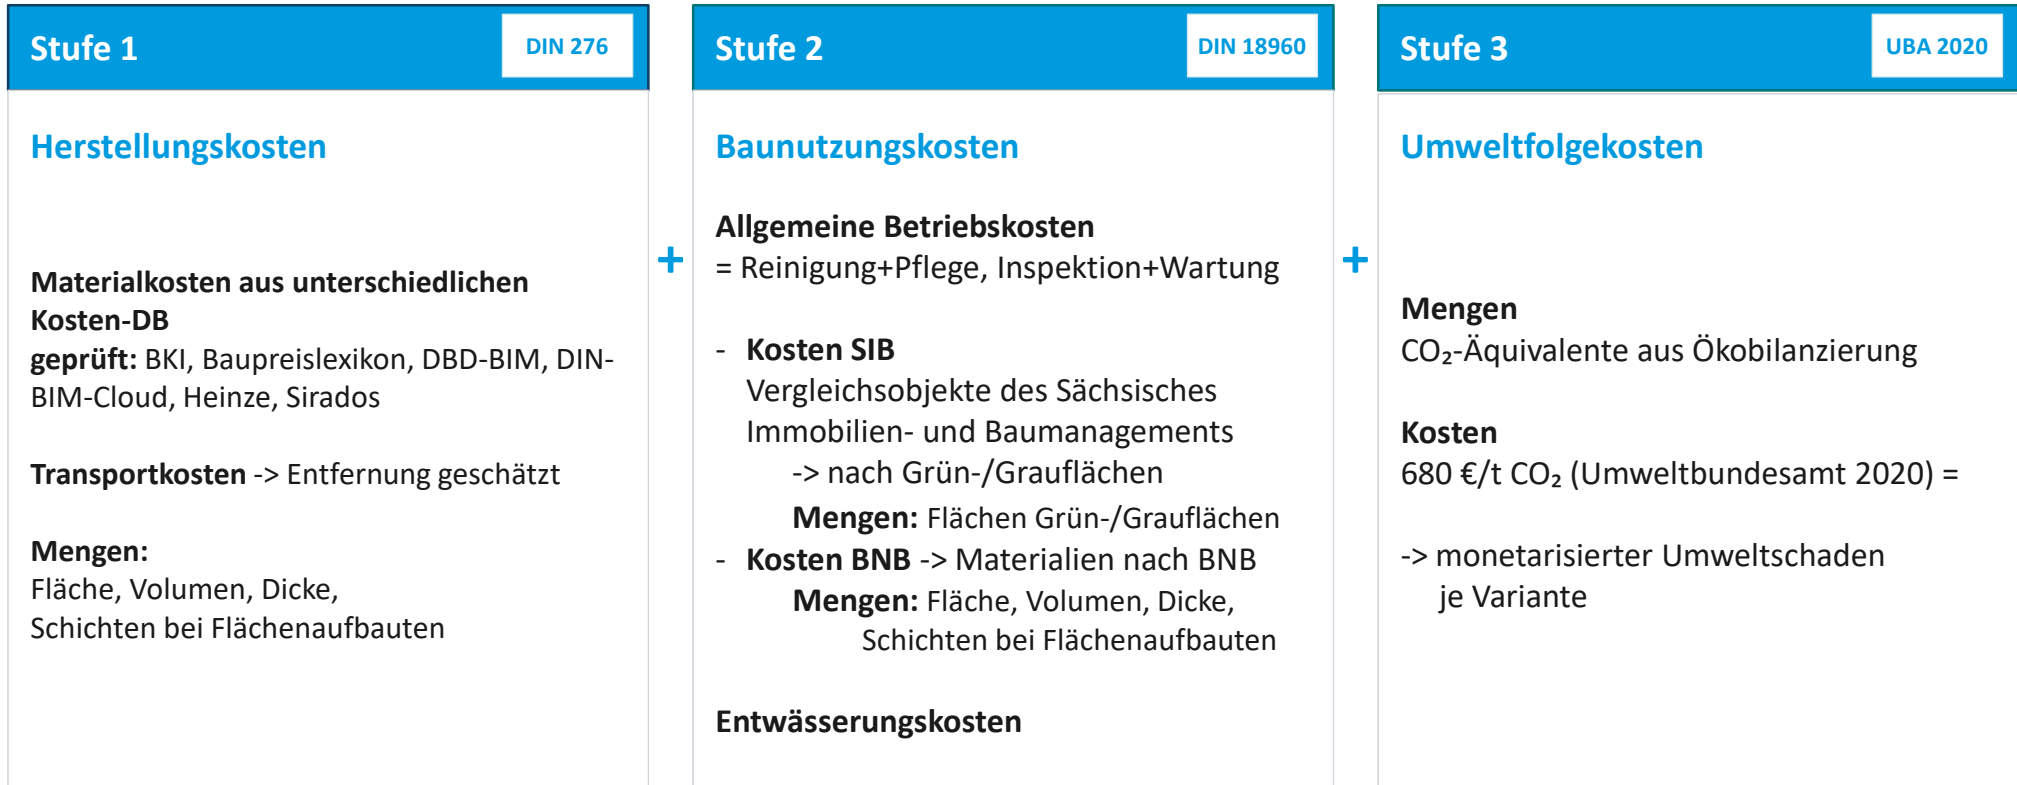 Stufe 1
DIN 276
Herstellungskosten
Materialkosten aus unterschiedlichen
Kosten-DB
geprüft: BKI, Baupreislexikon, DBD-BIM, DIN-
BIM-Cloud, Heinze, Sirados
Transportkosten -> Entfernung geschätzt
Mengen:
Fläche, Volumen, Dicke,
Schichten bei Flächenaufbauten
+
Stufe 2
DIN 18960
Baunutzungskosten
Allgemeine Betriebskosten
= Reinigung+Pflege, Inspektion+Wartung
- Kosten SIB
Vergleichsobjekte des Sächsisches
Immobilien- und Baumanagements
-> nach Grün-/Grauflächen
Mengen: Flächen Grün-/Grauflächen
- Kosten BNB -> Materialien nach BNB
Mengen: Fläche, Volumen, Dicke,
Schichten bei Flächenaufbauten
Entwässerungskosten
+
Stufe 3
UBA 2020
Umweltfolgekosten
Mengen
CO₂-Äquivalente aus Ökobilanzierung
Kosten
680 €/t CO₂ (Umweltbundesamt 2020) =
-> monetarisierter Umweltschaden
je Variante